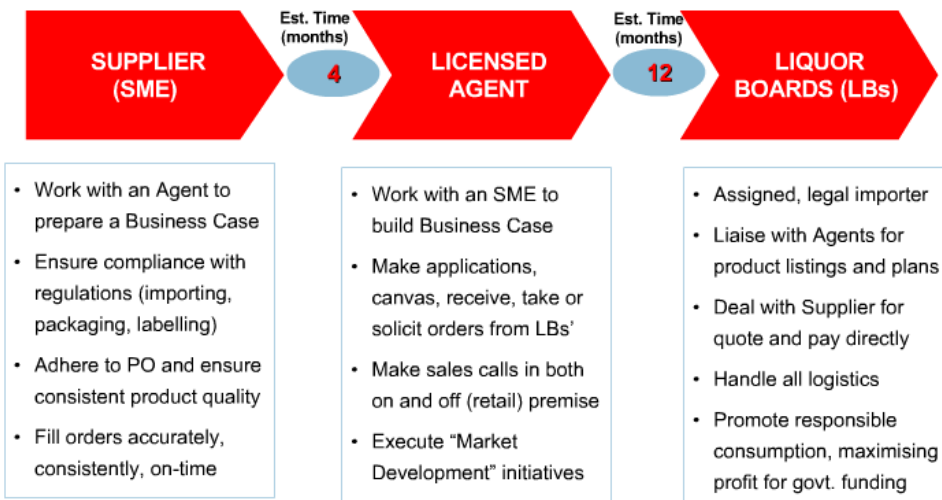 Est. Time
(months)
Est. Time
(months)
SUPPLIER
(SME)
4
LICENSED
AGENT
12
LIQUOR
BOARDS (LBs)
• Work with an Agent to
prepare a Business Case
• Ensure compliance with
regulations (importing,
packaging, labelling)
• Adhere to PO and ensure
consistent product quality
• Fill orders accurately,
consistently, on-time
• Work with an SME to
build Business Case
• Make applications,
canvas, receive, take or
solicit orders from LBs’
• Make sales calls in both
on and off (retail) premise
• Execute “Market
Development” initiatives
• Assigned, legal importer
• Liaise with Agents for
product listings and plans
• Deal with Supplier for
quote and pay directly
• Handle all logistics
• Promote responsible
consumption, maximising
profit for govt. funding